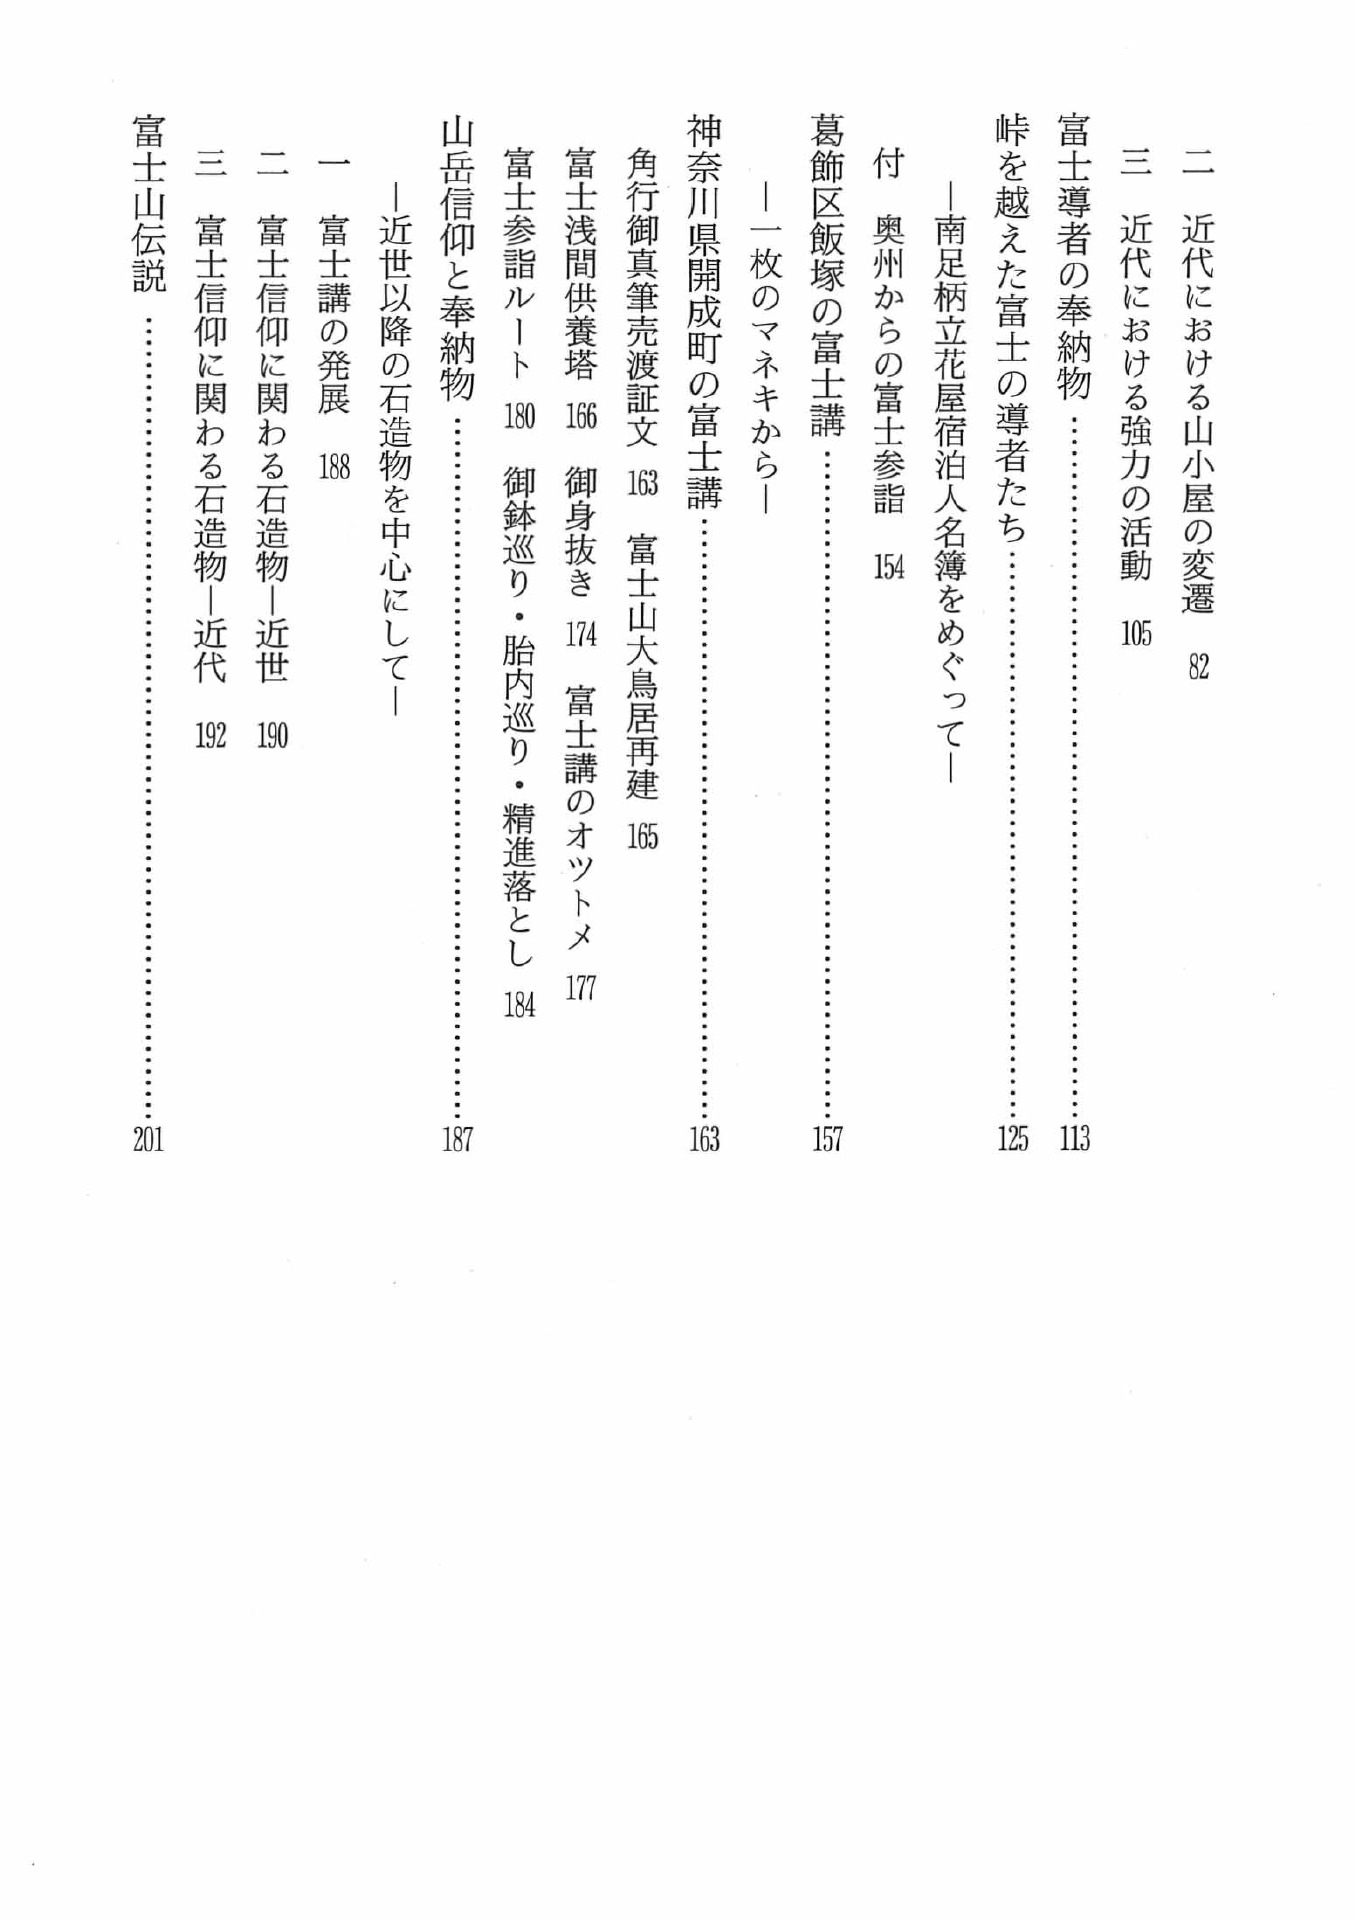 二　近代における山小屋の変遷　82
三　近代における強力の活動　105
富士導者の奉納物……………………113
峠を越えた富士の導者たち……………………125
―南足柄立花屋宿泊人名簿をめぐって―
付　奥州からの富士参詣　154
葛飾区飯塚の富士講……………………157
―一枚のマネキから―
神奈川県開成町の富士講……………………163
角行御真筆売渡証文　163　富士山大鳥居再建　165
富士浅間供養塔　166　御身抜き　174　富士講のオツトメ　177
富士参詣ルート　180　御鉢巡り・胎内巡り・精進落とし　184
山岳信仰と奉納物……………………187
―近世以降の石造物を中心にして―
一　富士講の発展　188
二　富士信仰に関わる石造物―近世　190
三　富士信仰に関わる石造物―近代　192
富士山伝説……………………201